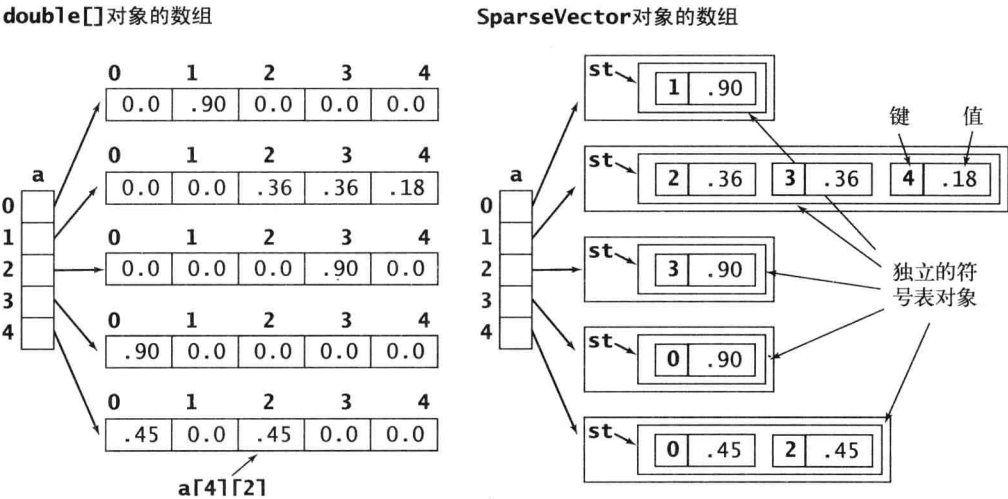 double[]对象的数组
0 1 2 3 4
0.0 .90 0.0 0.0 0.0
0 1 2 3 4
0.0 0.0 .36 .36 .18
a
0
1
2
3
4
0 1 2 3 4
0.0 0.0 0.0 .90 0.0
0 1 2 3 4
.90 0.0 0.0 0.0 0.0
0 1 2 3 4
.45 0.0 .45 0.0 0.0
a[4][2]
SparseVector对象的数组
st 1 .90
键 值
st 2 .36 3 .36 4 .18
a
0
1
2
3
4
st 3 .90
独立的符
号表对象
st 0 .90
st 0 .45 2 .45